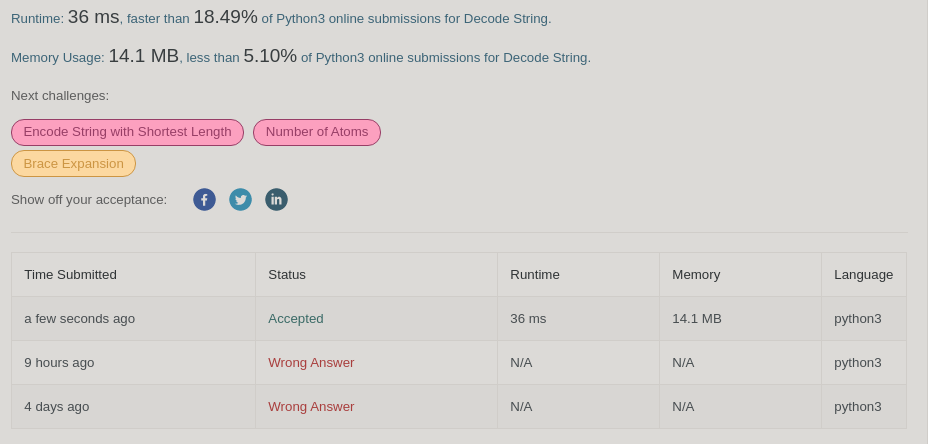 Runtime: 36 ms, faster than 18.49% of Python3 online submissions for Decode String.
Memory Usage: 14.1 MB, less than 5.10% of Python3 online submissions for Decode String.
Next challenges:
Encode String with Shortest Length Number of Atoms
Brace Expansion
Show off your acceptance:
Time Submitted Status Runtime Memory Language
a few seconds ago Accepted 36 ms 14.1 MB python3
9 hours ago Wrong Answer N/A N/A python3
4 days ago Wrong Answer N/A N/A python3